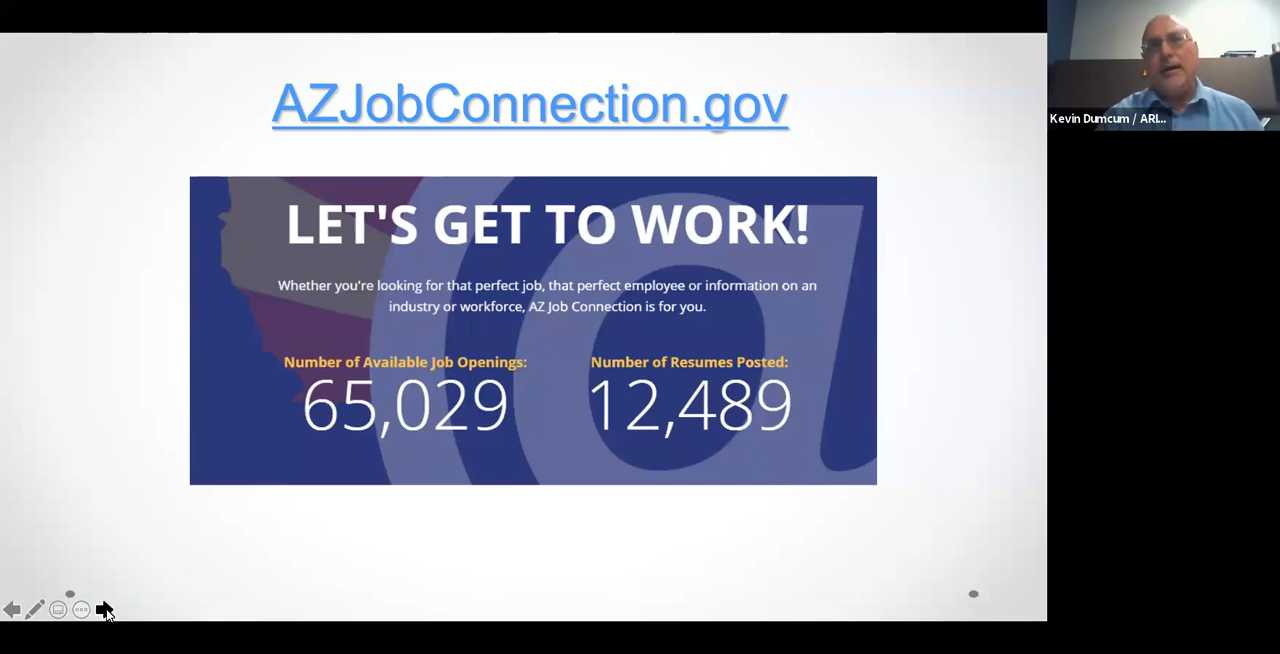 AZJobConnection.gov
LET'S GET TO WORK!
Whether you're looking for that perfect job, that perfect employee or information on an
industry or workforce, AZ Job Connection is for you.
Number of Available Job Openings:
65,029
Number of Resumes Posted:
12,489
Kevin Dumcum / ARI...